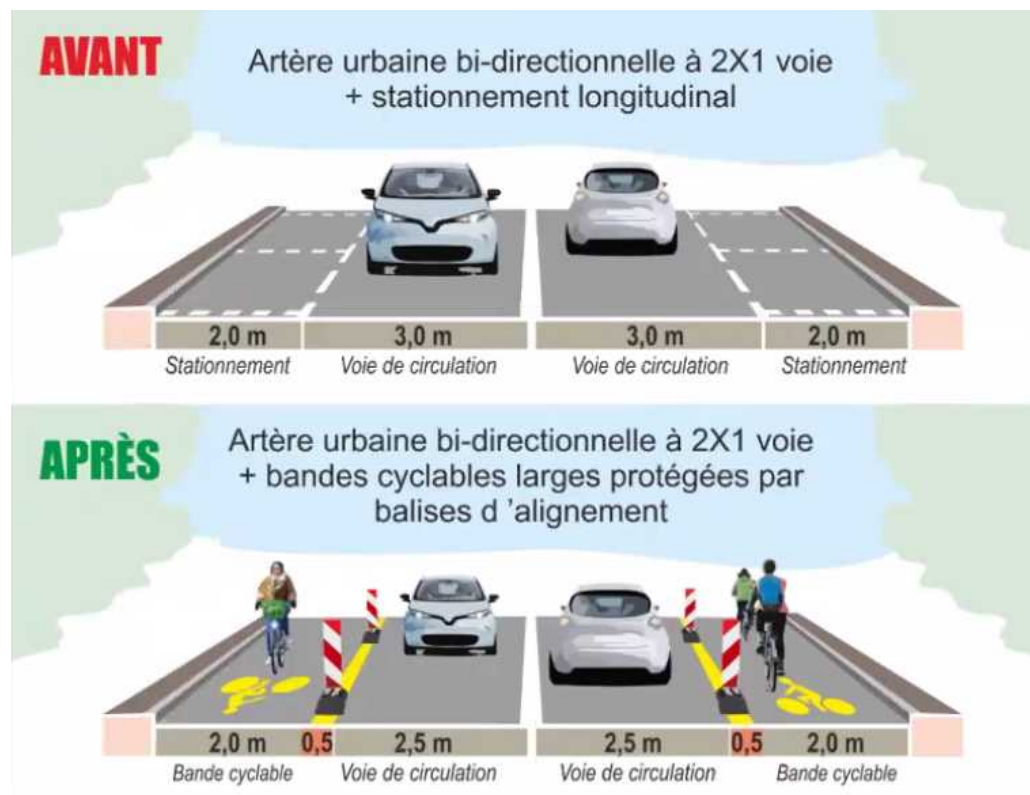 AVANT
Artère urbaine bi-directionnelle à 2X1 voie
+ stationnement longitudinal
2,0 m 3,0 m 3,0 m 2,0 m
Stationnement Voie de circulation Voie de circulation Stationnement
APRÈS
Artère urbaine bi-directionnelle à 2X1 voie
+ bandes cyclables larges protégées par
balises d ’alignement
2,0 m 0,5 2,5 m 2,5 m 0,5 2,0 m
Bande cyclable Voie de circulation Voie de circulation Bande cyclable